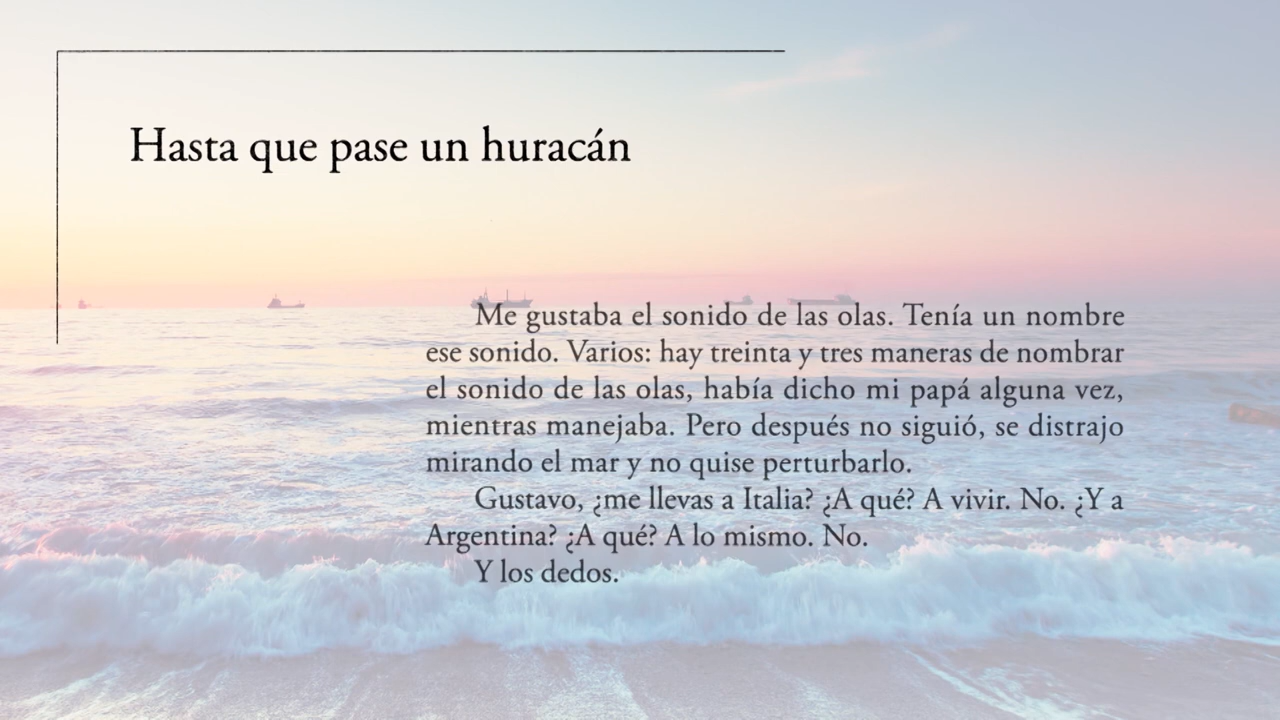 Hasta que pase un huracán
Me gustaba el sonido de las olas. Tenía un nombre
ese sonido. Varios: hay treinta y tres maneras de nombrar
el sonido de las olas, había dicho mi papá alguna vez,
mientras manejaba. Pero después no siguió, se distrajo
mirando el mar y no quise perturbarlo.
Gustavo, ¿me llevas a Italia? ¿A qué? A vivir. No. ¿Y a
Argentina? ¿A qué? A lo mismo. No.
Y los dedos.